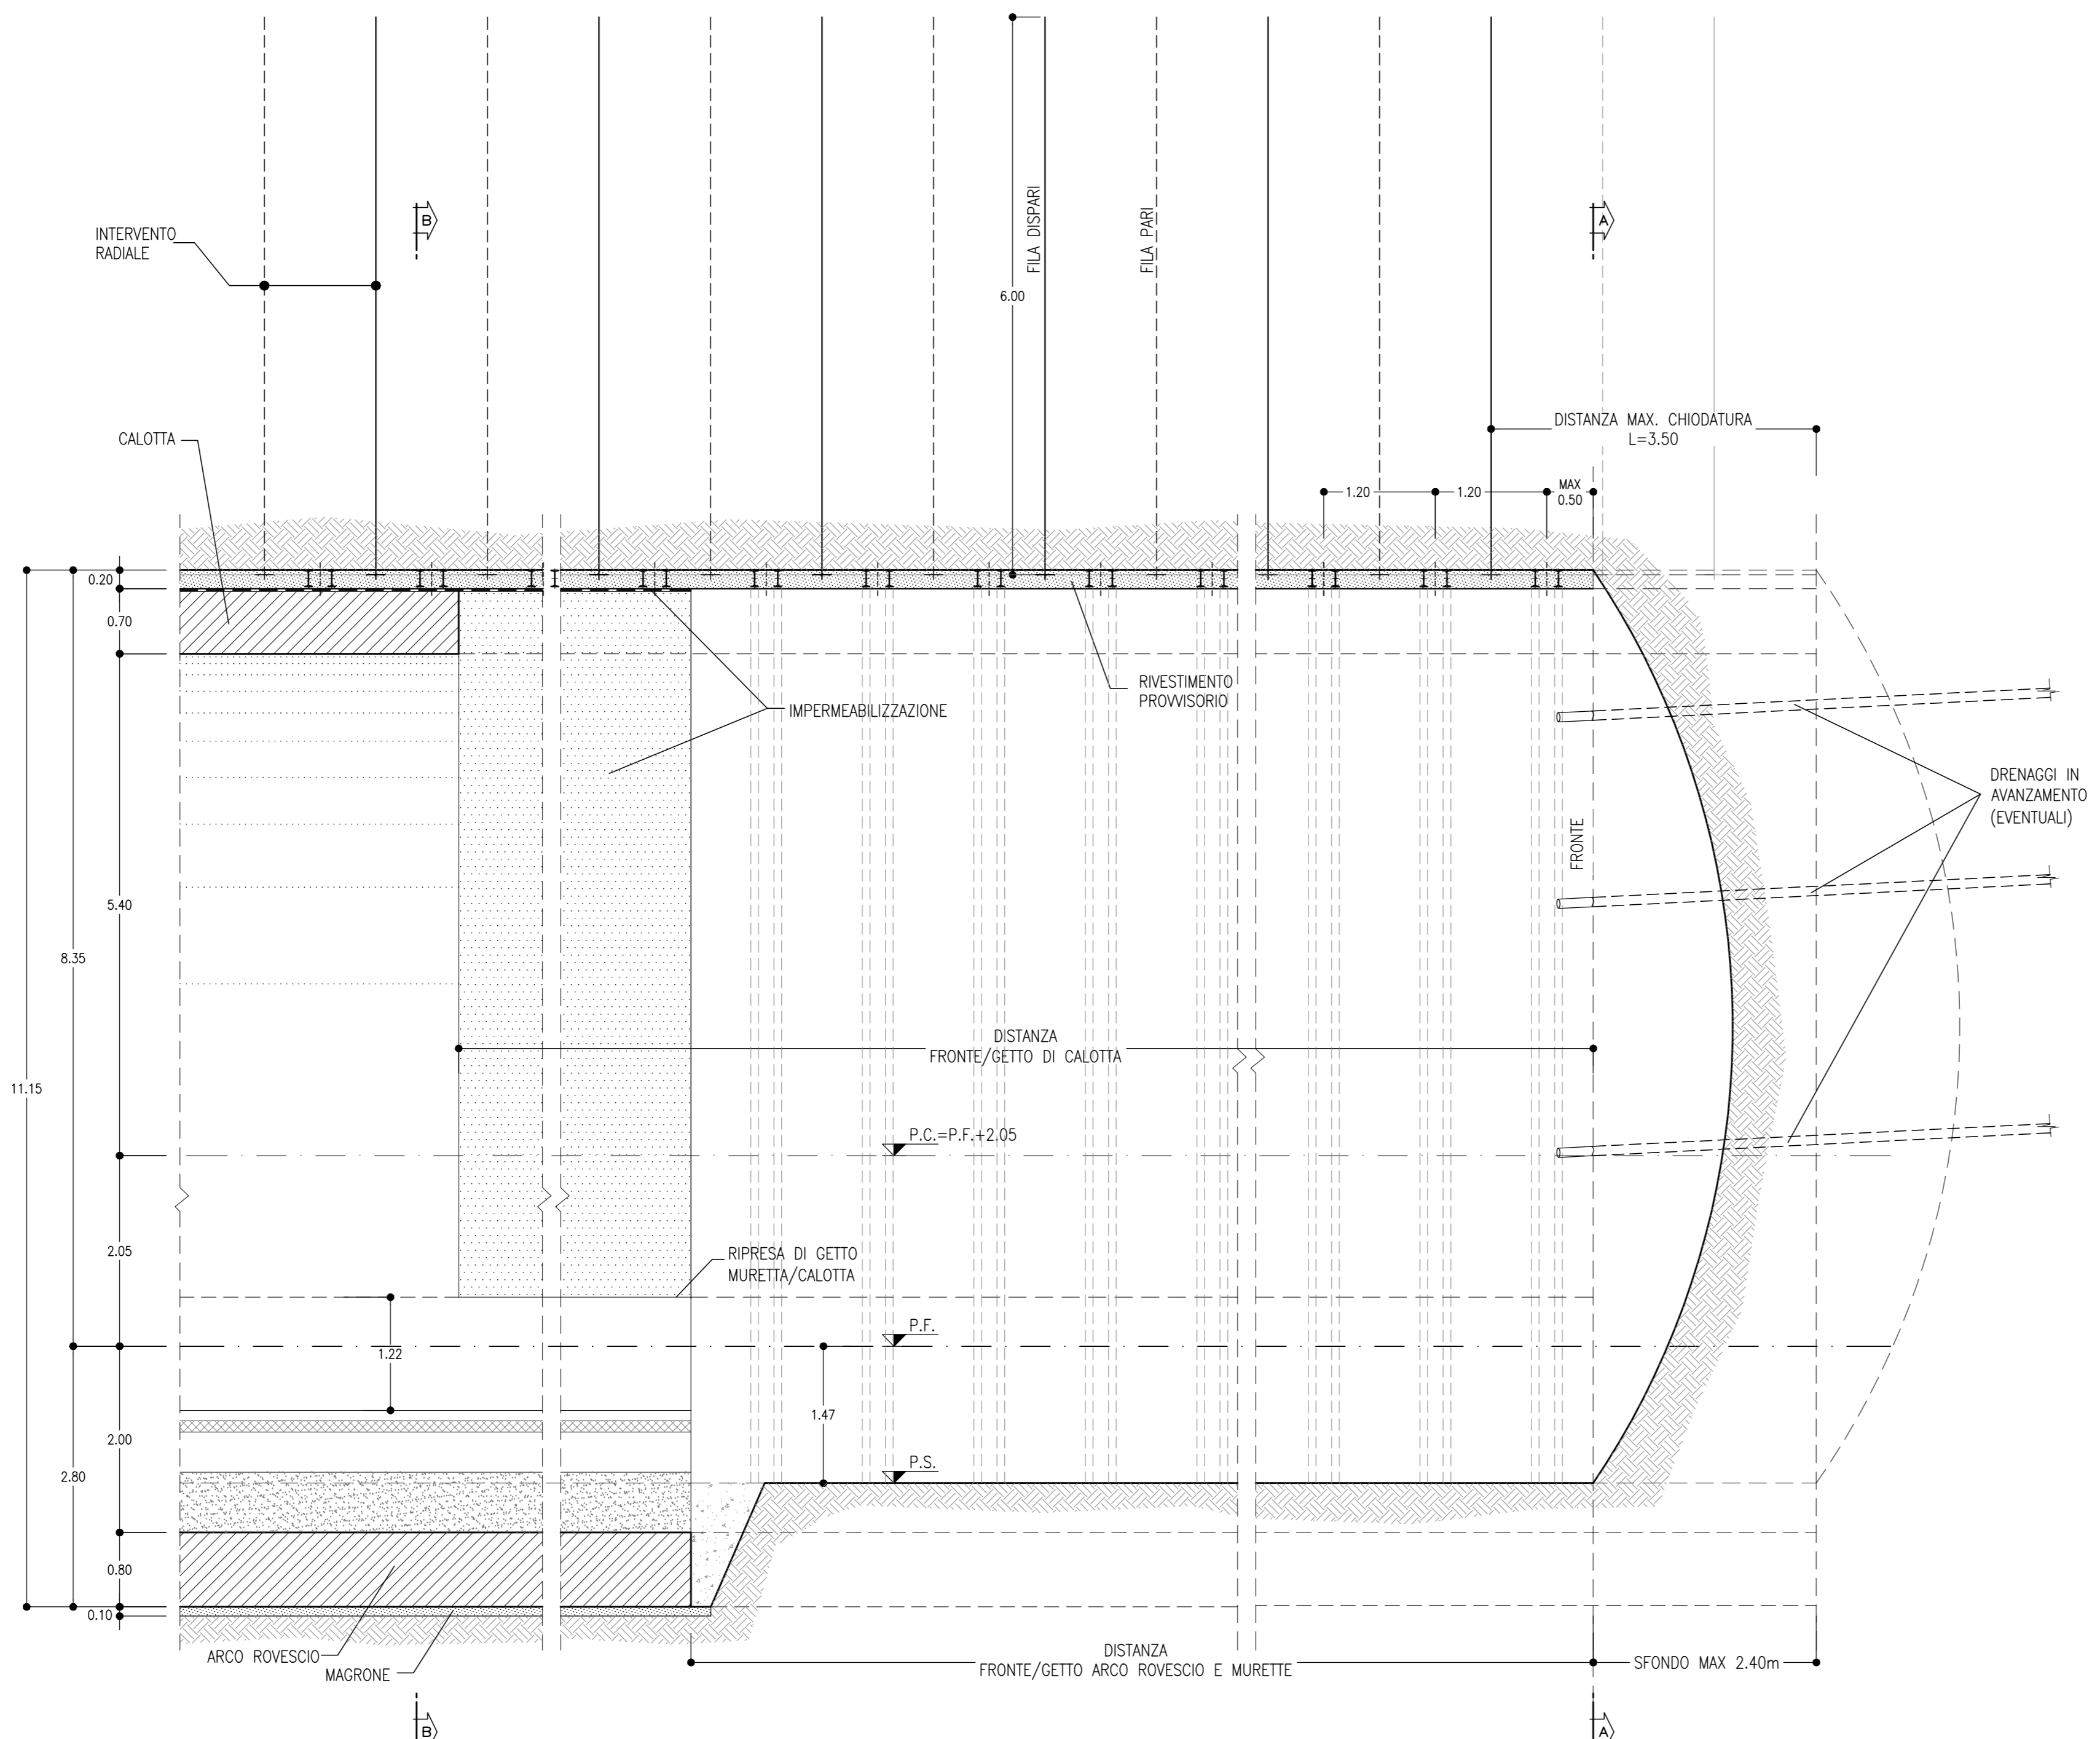 FILA DISPARI
FILA PARI
B
A
INTERVENTO
RADIALE
6.00
DISTANZA MAX. CHIODATURA
L=3.50
CALOTTA
1.20
1.20
MAX
0.50
0.20
0.70
RIVESTIMENTO
PROVVISORIO
IMPERMEABILIZZAZIONE
DRENAGGI IN
AVANZAMENTO
(EVENTUALI)
FRONTE
5.40
8.35
11.15
DISTANZA
FRONTE/GETTO DI CALOTTA
P.C.=P.F.+2.05
2.05
RIPRESA DI GETTO
MURETTA/CALOTTA
P.F.
1.22
1.47
2.00
2.80
P.S.
0.80
0.10
ARCO ROVESCIO
MAGRONE
DISTANZA
FRONTE/GETTO ARCO ROVESCIO E MURETTE
SFONDO MAX 2.40m
B
A